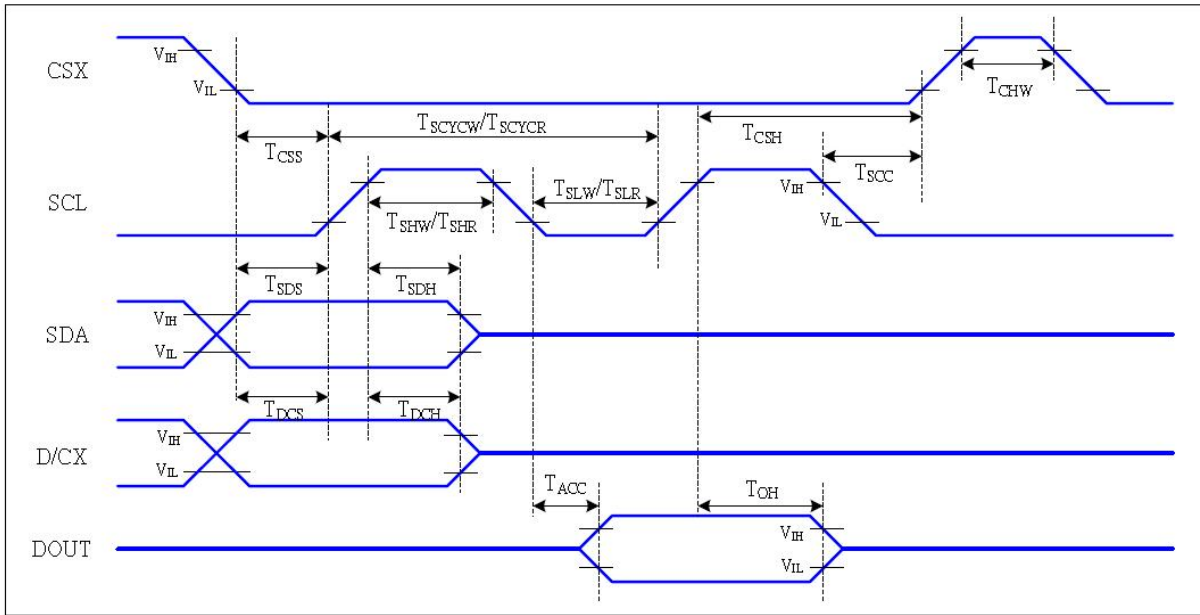 CSX
VIH
VIL
TCHW
TSCYCW/TSCYCR
TCSS
TCSH
TSCC
SCL
TSHW/TSHR
TSLW/TSLR
VIH
VIL
TSDS
TSDH
SDA
VIH
VIL
TDCS
TDCH
D/CX
VIH
VIL
TACC
TOH
DOUT
VIH
VIL